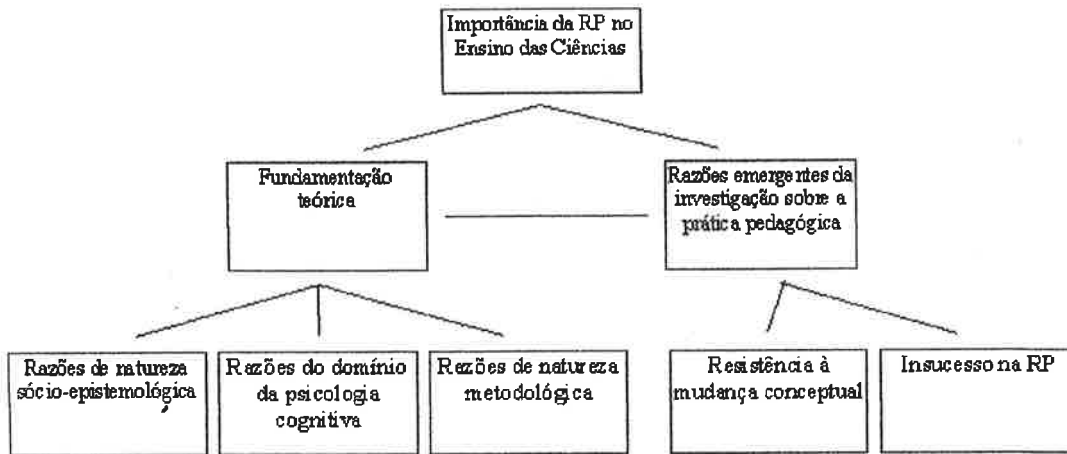 Importância da RP no
Ensino das Ciências
Fundamentação
teórica
Razões emergentes da
investigação sobre a
prática pedagógica
Razões de natureza
sócio-epistemológica
Razões do domínio
da psicologia
cognitiva
Razões de natureza
metodológica
Resistência à
mudança conceptual
Insucesso na RP